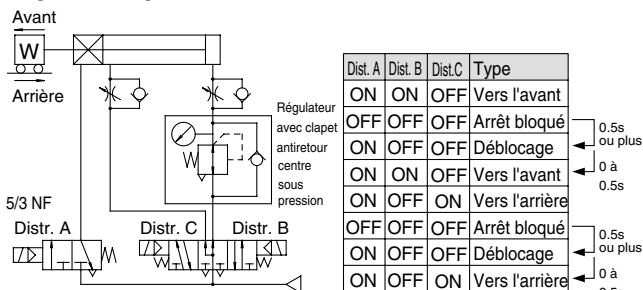 Avant
W
Arrière
Régulateur
avec clapet
antiretour
centre
sous
pression
5/3 NF
Distr. A
Distr. C
Distr. B
Dist. A Dist. B Dist.C Type
ON ON OFF Vers l'avant
OFF OFF OFF Arrêt bloqué
ON OFF OFF Déblocage
ON ON OFF Vers l'avant
ON OFF ON Vers l'arrière
OFF OFF OFF Arrêt bloqué
ON OFF OFF Déblocage
ON OFF ON Vers l'arrière
0.5s
ou plus
0 à
0.5s
0.5s
ou plus
0 à